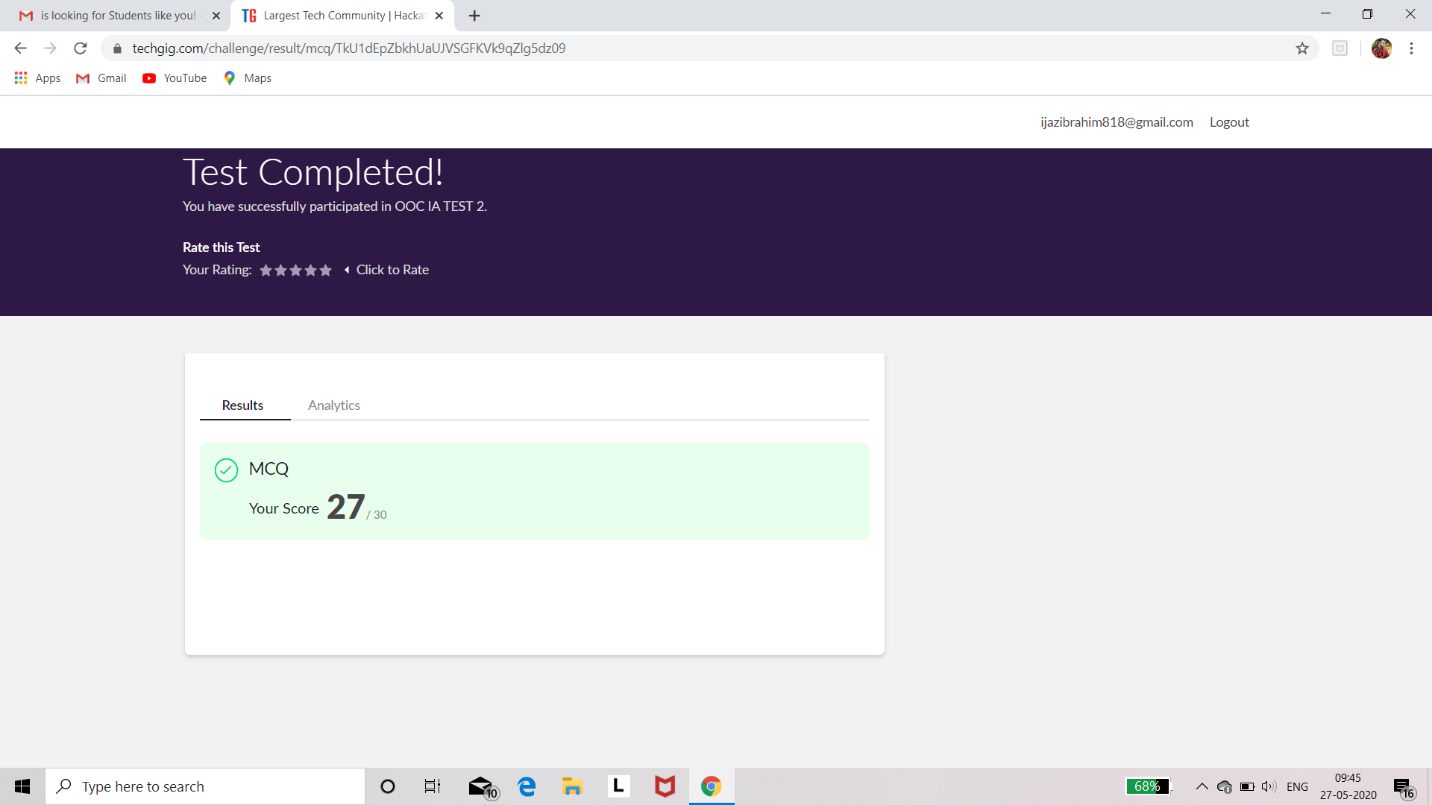 is looking for Students like you!
TG Largest Tech Community | Hacka
techgig.com/challenge/result/mcq/TkU1dEpZbkhUaUJVSGFKVk9qZlg5dz09
Apps Gmail YouTube Maps
ijazibrahim818@gmail.com Logout
Test Completed!
You have successfully participated in OOC IA TEST 2.
Rate this Test
Your Rating: Click to Rate
Results Analytics
MCQ
Your Score 27 / 30
Type here to search
10
L
68%
ENG
09:45
27-05-2020
16